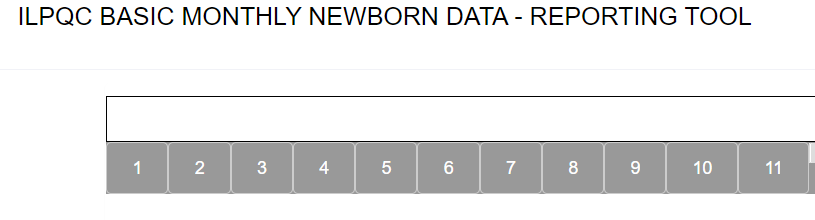 ILPQC BASIC MONTHLY NEWBORN DATA - REPORTING TOOL
1 2 3 4 5 6 7 8 9 10 11